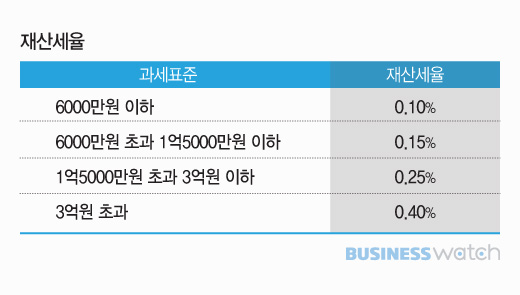 재산세율
과세표준 재산세율
6000만원 이하 0.10%
6000만원 초과 1억5000만원 이하 0.15%
1억5000만원 초과 3억원 이하 0.25%
3억원 초과 0.40%
BUSINESSwatch